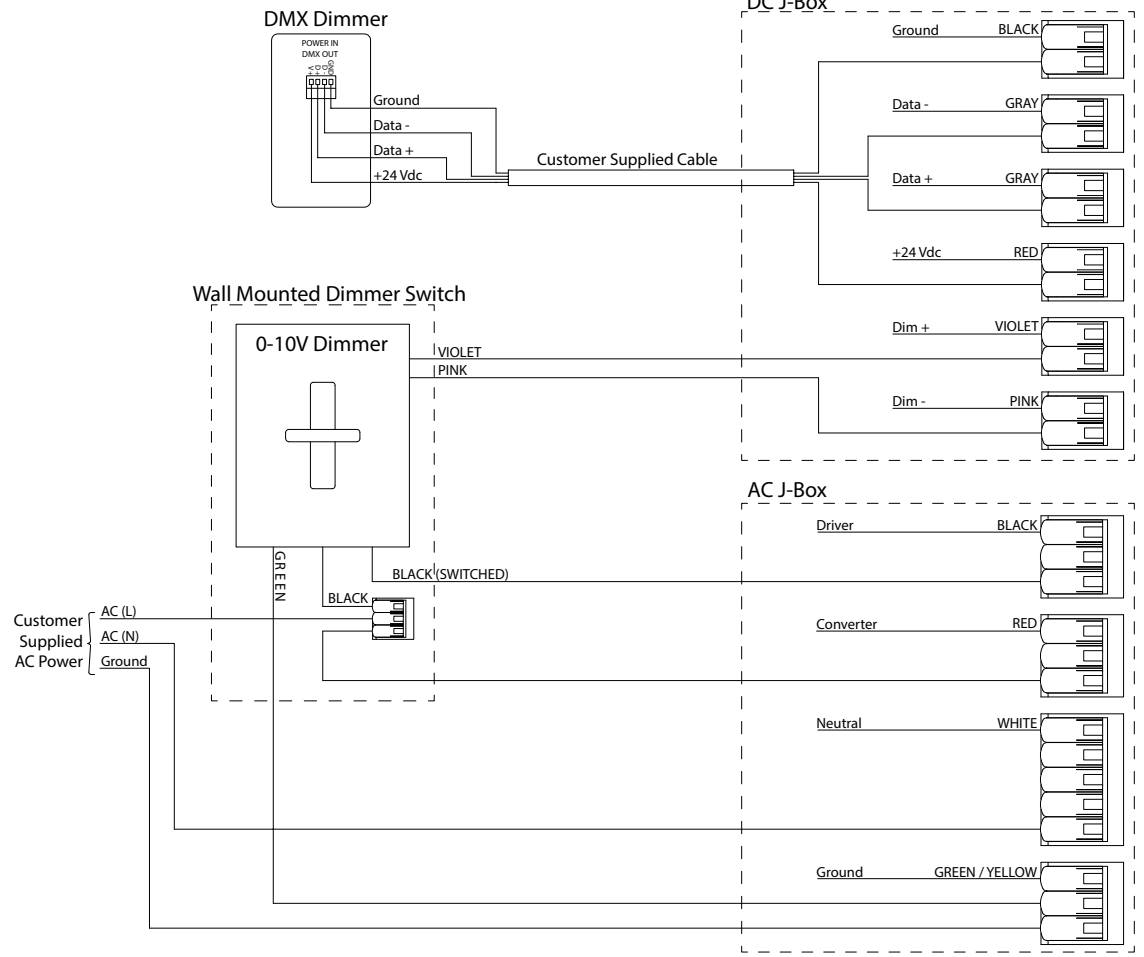 DMX Dimmer
POWER IN
DMX OUT
V+
D+
D-
GND
Ground
Data -
Data +
+24 Vdc
Customer Supplied Cable
DC J-Box
Ground BLACK
Data - GRAY
Data + GRAY
+24 Vdc RED
Dim + VIOLET
Dim - PINK
Wall Mounted Dimmer Switch
0-10V Dimmer
VIOLET
PINK
GREEN
BLACK (SWITCHED)
BLACK
Customer
Supplied
AC Power
AC (L)
AC (N)
Ground
AC J-Box
Driver BLACK
Converter RED
Neutral WHITE
Ground GREEN / YELLOW